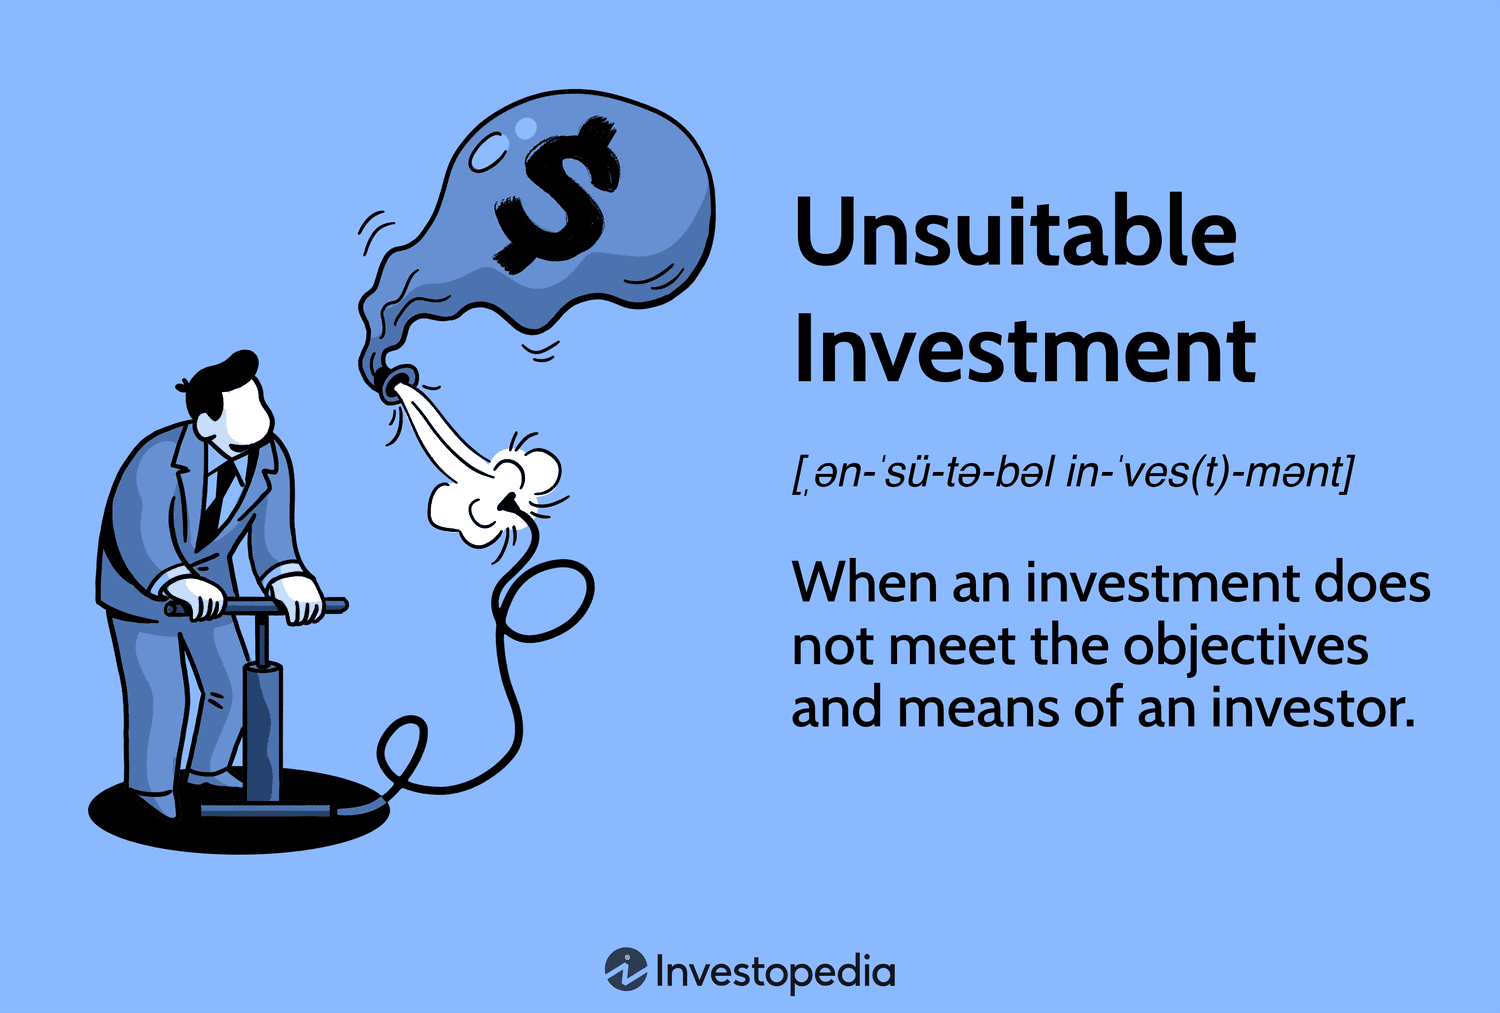 $
Unsuitable
Investment
[ˌən-ˈsü-tə-bəl in-ˈves(t)-mənt]
When an investment does
not meet the objectives
and means of an investor.
Investopedia